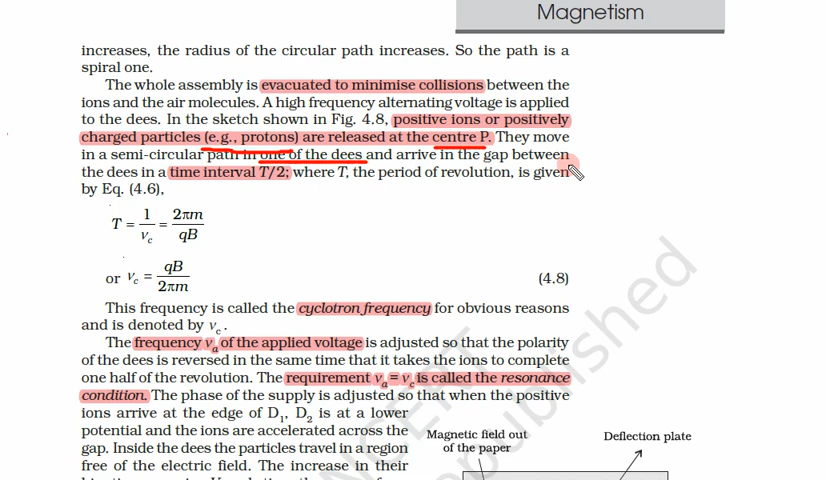 Magnetism
increases, the radius of the circular path increases. So the path is a
spiral one.
The whole assembly is evacuated to minimise collisions between the
ions and the air molecules. A high frequency alternating voltage is applied
to the dees. In the sketch shown in Fig. 4.8, positive ions or positively
charged particles (e.g., protons) are released at the centre P. They move
in a semi-circular path in one of the dees and arrive in the gap between
the dees in a time interval T/2; where T, the period of revolution, is given
by Eq. (4.6),
T = 1/νc = 2πm/qB
or νc = qB/2πm (4.8)
This frequency is called the cyclotron frequency for obvious reasons
and is denoted by νc.
The frequency νa of the applied voltage is adjusted so that the polarity
of the dees is reversed in the same time that it takes the ions to complete
one half of the revolution. The requirement νa = νc is called the resonance
condition. The phase of the supply is adjusted so that when the positive
ions arrive at the edge of D1, D2 is at a lower
potential and the ions are accelerated across the
gap. Inside the dees the particles travel in a region
free of the electric field. The increase in their
Magnetic field out
of the paper
Deflection plate
NCERT
republished